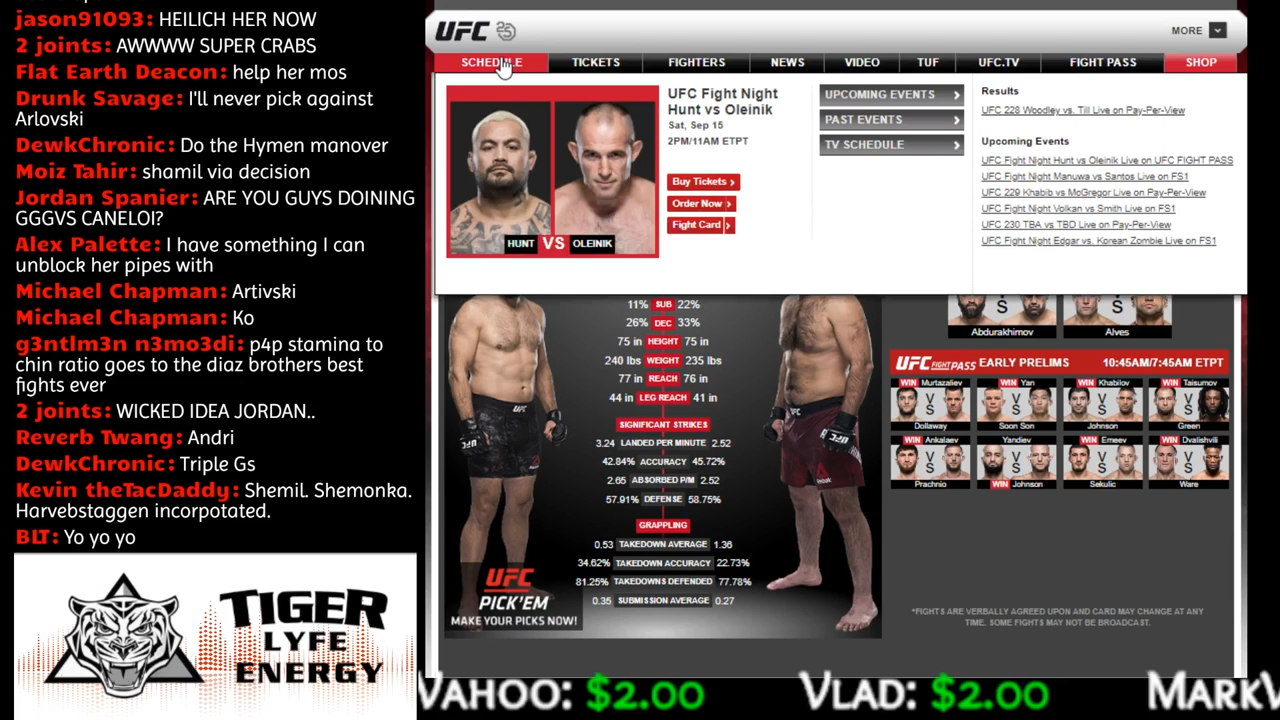 jason91093: HEILICH HER NOW
2 joints: AWWWW SUPER CRABS
Flat Earth Deacon: help her mos
Drunk Savage: I'll never pick against
Arlovski
DewkChronic: Do the Hymen manover
Moiz Tahir: shamil via decision
Jordan Spanier: ARE YOU GUYS DOINING
GGGVS CANELOI?
Alex Palette: I have something I can
unblock her pipes with
Michael Chapman: Artivski
Michael Chapman: Ko
g3ntlm3n n3mo3di: p4p stamina to
chin ratio goes to the diaz brothers best
fights ever
2 joints: WICKED IDEA JORDAN..
Reverb Twang: Andri
DewkChronic: Triple Gs
Kevin theTacDaddy: Shemil. Shemonka.
Harvebstaggen incorpotated.
BLT: Yo yo yo
TIGER
LYFE
ENERGY
UFC 25
MORE
SCHEDULE TICKETS FIGHTERS NEWS VIDEO TUF UFC.TV FIGHT PASS SHOP
HUNT VS OLEINIK
UFC Fight Night
Hunt vs Oleinik
Sat, Sep 15
2PM/11AM ETPT
Buy Tickets
Order Now
Fight Card
UPCOMING EVENTS
PAST EVENTS
TV SCHEDULE
Results
UFC 228 Woodley vs. Till Live on Pay-Per-View
Upcoming Events
UFC Fight Night Hunt vs Oleinik Live on UFC FIGHT PASS
UFC Fight Night Manuwa vs Santos Live on FS1
UFC 229 Khabib vs McGregor Live on Pay-Per-View
UFC Fight Night Volkan vs Smith Live on FS1
UFC 230 TBA vs TBD Live on Pay-Per-View
UFC Fight Night Edgar vs. Korean Zombie Live on FS1
11% SUB 22%
26% DEC 33%
75 in HEIGHT 75 in
240 lbs WEIGHT 235 lbs
77 in REACH 76 in
44 in LEG REACH 41 in
SIGNIFICANT STRIKES
3.24 LANDED PER MINUTE 2.52
42.84% ACCURACY 45.72%
2.65 ABSORBED P/M 2.52
57.91% DEFENSE 58.75%
GRAPPLING
0.53 TAKEDOWN AVERAGE 1.36
34.62% TAKEDOWN ACCURACY 22.73%
81.25% TAKEDOWNS DEFENDED 77.78%
0.35 SUBMISSION AVERAGE 0.27
UFC
PICK'EM
MAKE YOUR PICKS NOW!
Abdurakhimov Alves
UFC FIGHT PASS EARLY PRELIMS 10:45AM/7:45AM ETPT
WIN Murtazaliev WIN Yan WIN Khabilov WIN Taisumov
VS VS VS VS
Dollaway Soon Son Johnson Green
WIN Ankalaev Yandiev WIN Emeev WIN Dvalishvili
VS VS VS VS
Prachnio WIN Johnson Sekulic Ware
*FIGHTS ARE VERBALLY AGREED UPON AND CARD MAY CHANGE AT ANY
TIME. SOME FIGHTS MAY NOT BE BROADCAST.
VAHOO: $2.00 VLAD: $2.00 MARKV